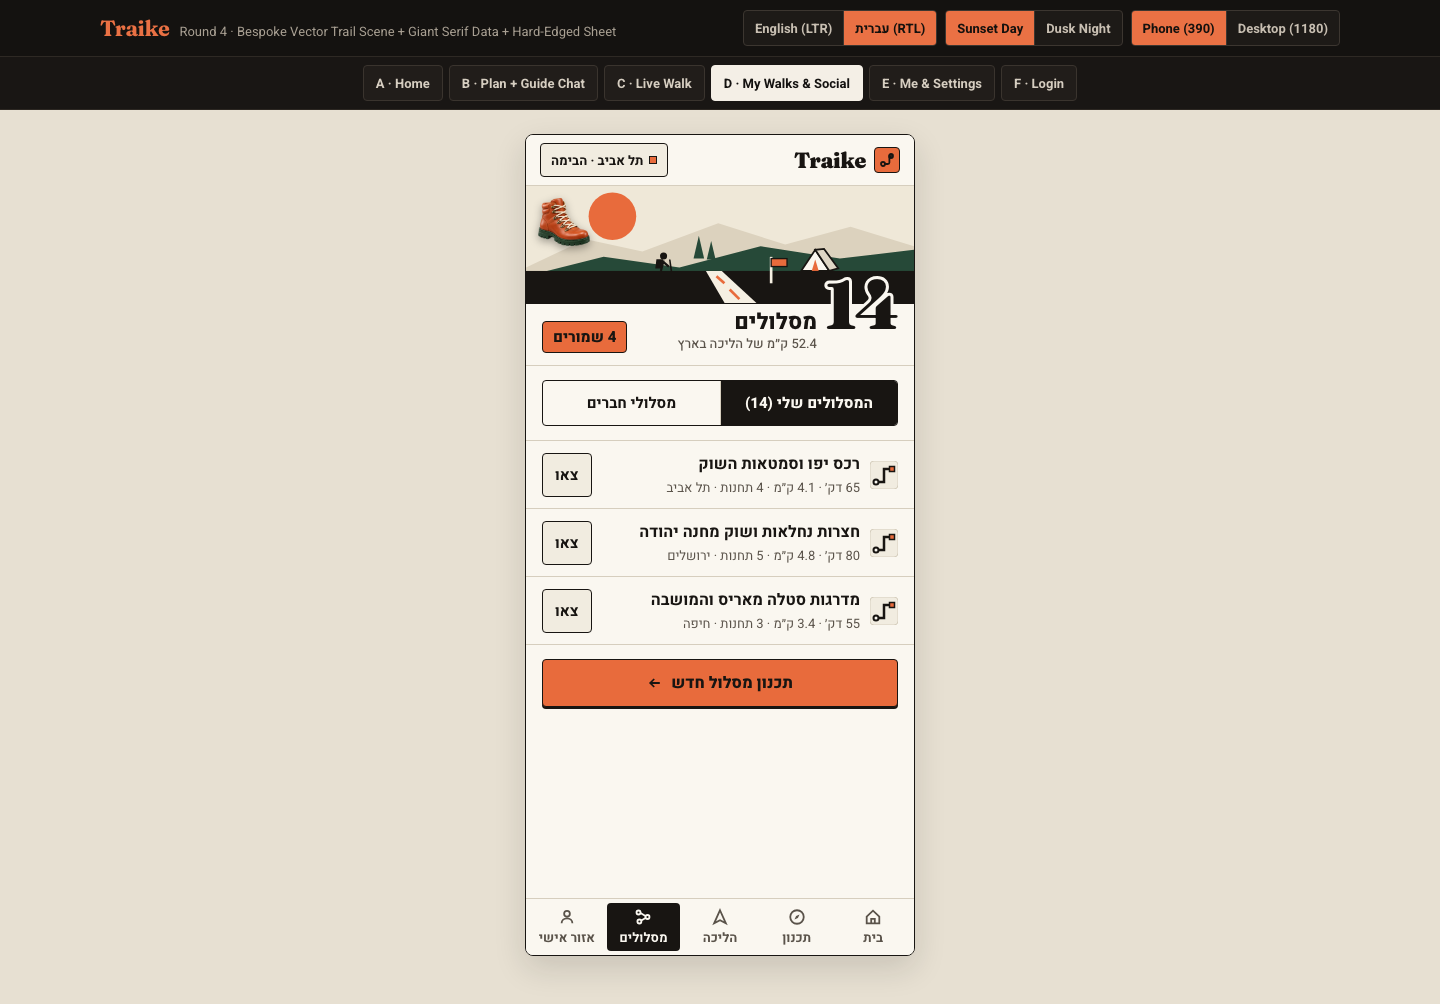 Traike Round 4 · Bespoke Vector Trail Scene + Giant Serif Data + Hard-Edged Sheet
English (LTR) עברית (RTL) Sunset Day Dusk Night Phone (390) Desktop (1180)
A · Home B · Plan + Guide Chat C · Live Walk D · My Walks & Social E · Me & Settings F · Login
Traike
תל אביב · הבימה
14 מסלולים
52.4 ק״מ של הליכה בארץ
4 שמורים
המסלולים שלי (14)
מסלולי חברים
רכס יפו וסמטאות השוק
65 דק׳ · 4.1 ק״מ · 4 תחנות · תל אביב
צאו
חצרות נחלאות ושוק מחנה יהודה
80 דק׳ · 4.8 ק״מ · 5 תחנות · ירושלים
צאו
מדרגות סטלה מאריס והמושבה
55 דק׳ · 3.4 ק״מ · 3 תחנות · חיפה
צאו
תכנון מסלול חדש ←
בית
תכנון
הליכה
מסלולים
אזור אישי